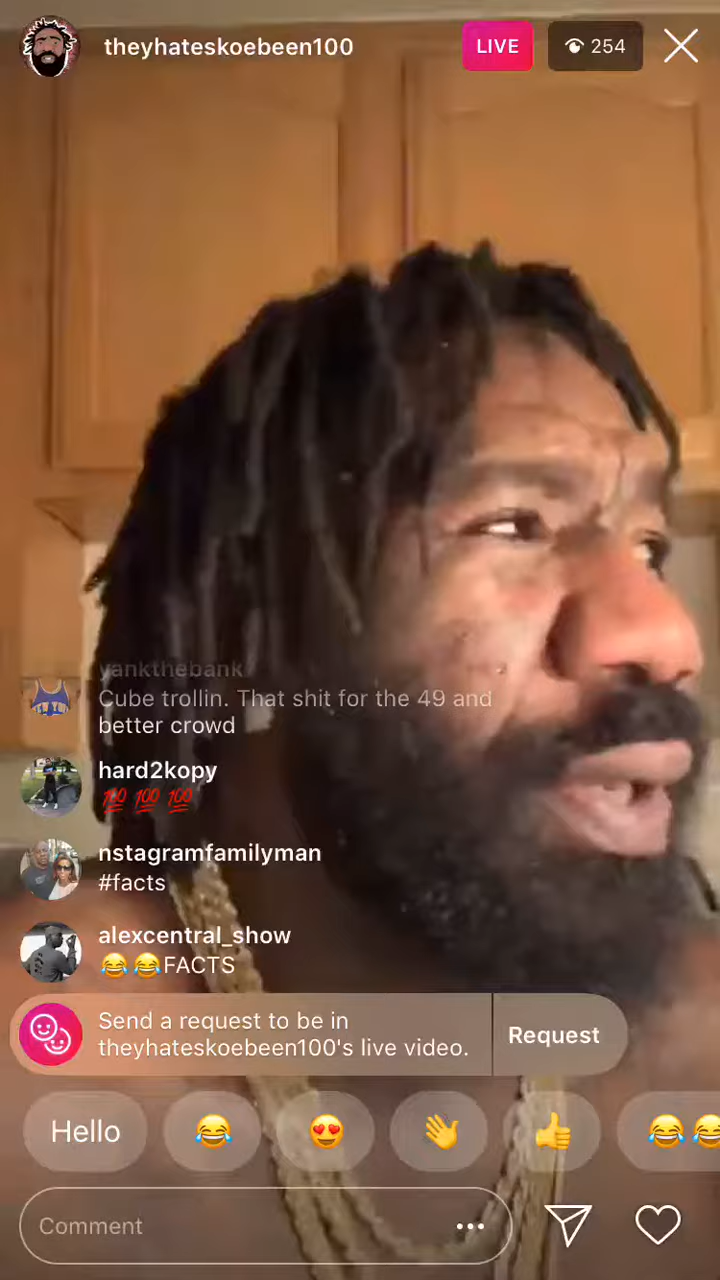 theyhateskoebeen100
LIVE
254
yankthebank
Cube trollin. That shit for the 49 and
better crowd
hard2kopy
💯 💯 💯
nstagramfamilyman
#facts
alexcentral_show
😂😂FACTS
Send a request to be in
theyhateskoebeen100's live video.
Request
Hello
Comment